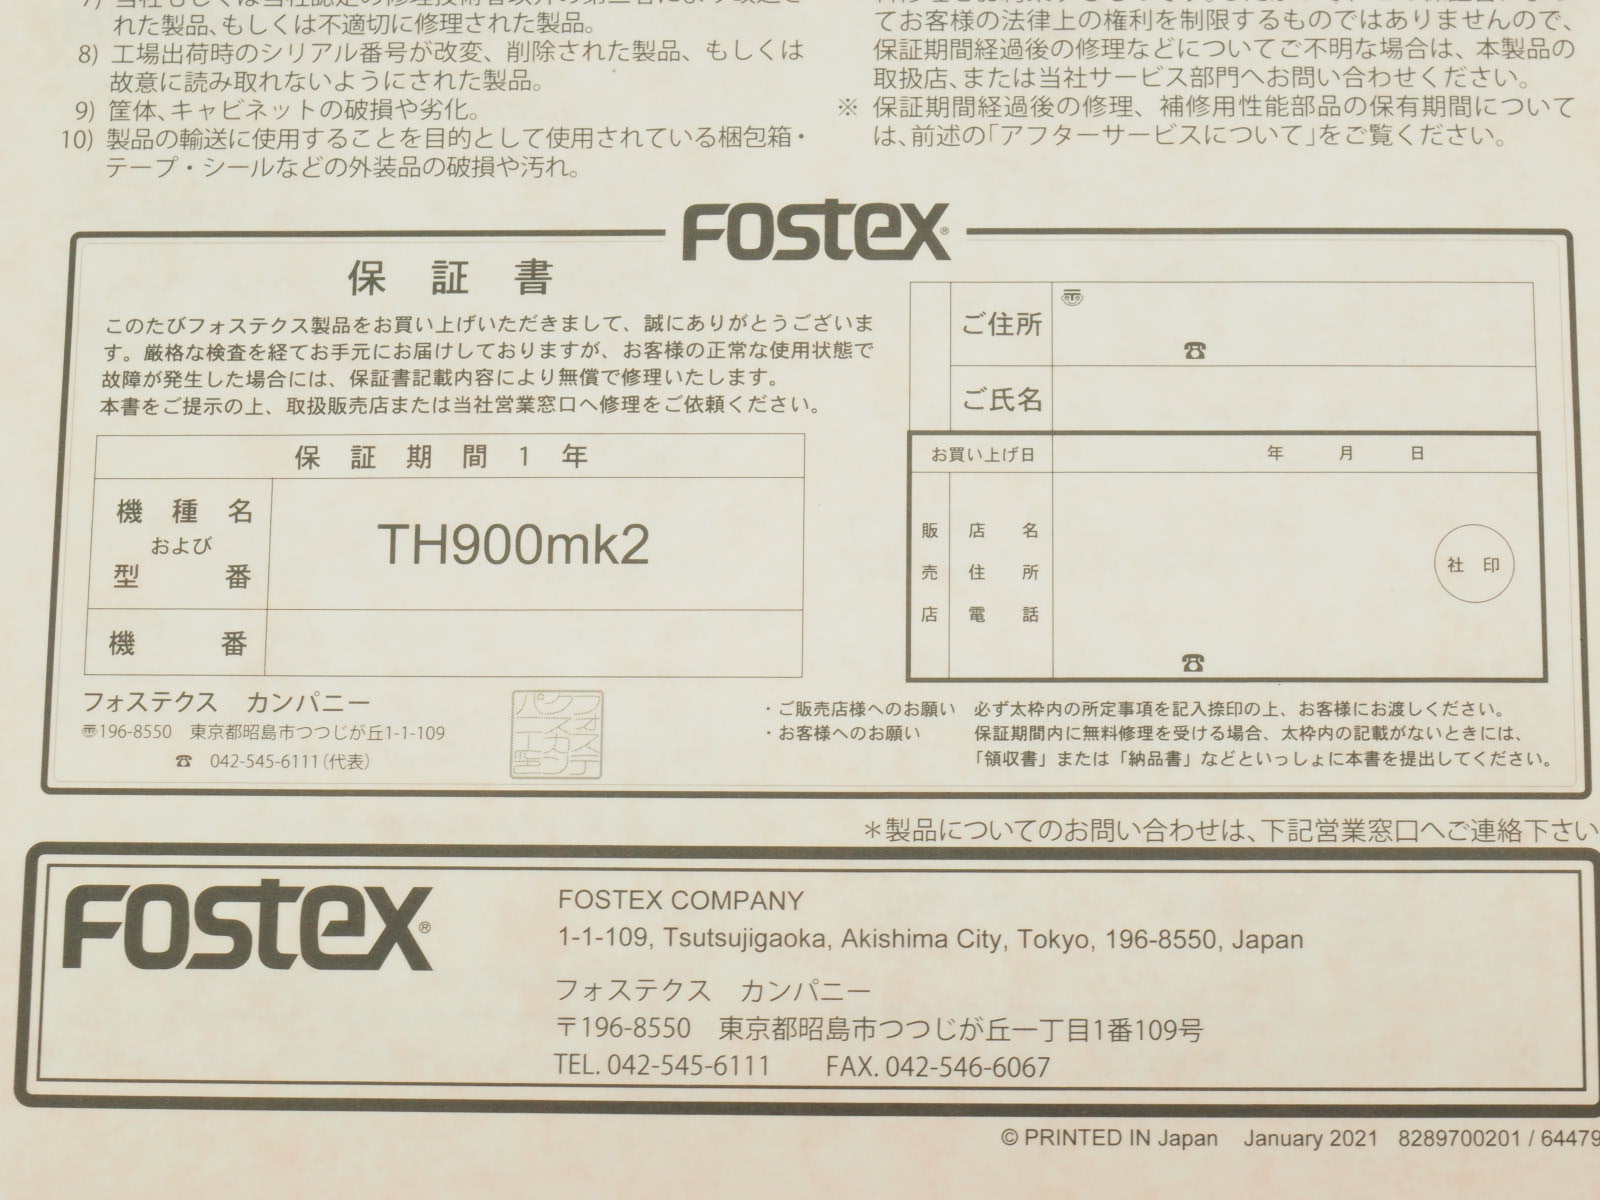 れた製品、もしくは不適切に修理された製品。
8) 工場出荷時のシリアル番号が改変、削除された製品、もしくは
故意に読み取れないようにされた製品。
9) 筐体、キャビネットの破損や劣化。
10) 製品の輸送に使用することを目的として使用されている梱包箱・
テープ・シールなどの外装品の破損や汚れ。
てお客様の法律上の権利を制限するものではありませんので、
保証期間経過後の修理などについてご不明な場合は、本製品の
取扱店、または当社サービス部門へお問い合わせください。
※ 保証期間経過後の修理、補修用性能部品の保有期間について
は、前述の「アフターサービスについて」をご覧ください。
FOSTEX®
保証書
このたびフォステクス製品をお買い上げいただきまして、誠にありがとうございま
す。厳格な検査を経てお手元にお届けしておりますが、お客様の正常な使用状態で
故障が発生した場合には、保証書記載内容により無償で修理いたします。
本書をご提示の上、取扱販売店または当社営業窓口へ修理をご依頼ください。
保証期間1年
機種名
および
型番
TH900mk2
機番
フォステクス カンパニー
〒196-8550 東京都昭島市つつじが丘1-1-109
☎ 042-545-6111(代表)
フォステクスカンパニー
ご住所
〒
☎
ご氏名
お買い上げ日 年 月 日
販売店
店名
住所
電話
社印
☎
・ご販売店様へのお願い 必ず太枠内の所定事項を記入捺印の上、お客様にお渡しください。
・お客様へのお願い 保証期間内に無料修理を受ける場合、太枠内の記載がないときには、
「領収書」または「納品書」などといっしょに本書を提出してください。
＊製品についてのお問い合わせは、下記営業窓口へご連絡下さい
FOSTEX®
FOSTEX COMPANY
1-1-109, Tsutsujigaoka, Akishima City, Tokyo, 196-8550, Japan
フォステクス カンパニー
〒196-8550 東京都昭島市つつじが丘一丁目1番109号
TEL. 042-545-6111 FAX. 042-546-6067
© PRINTED IN Japan January 2021 8289700201 / 64479